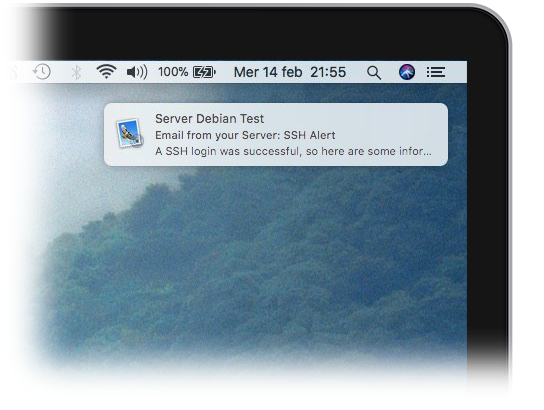 100% Mer 14 feb 21:55
Server Debian Test
Email from your Server: SSH Alert
A SSH login was successful, so here are some infor...